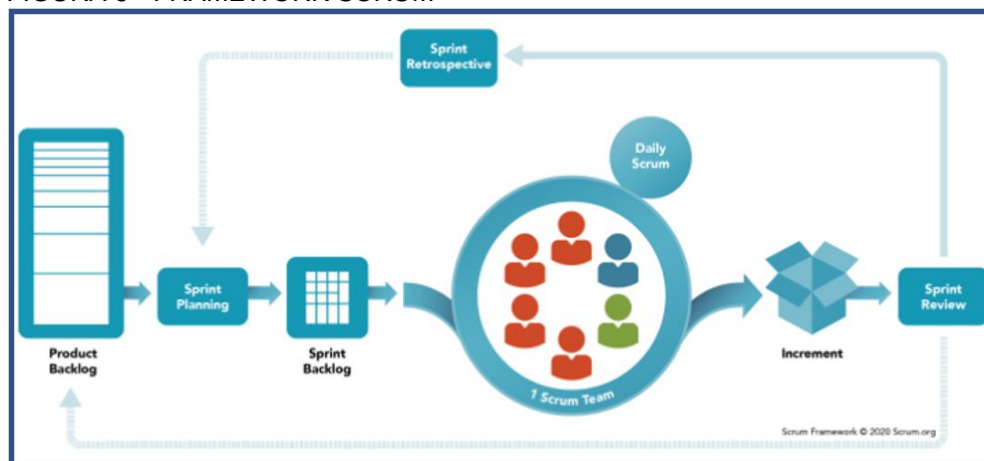 Sprint
Retrospective
Daily
Scrum
Sprint
Planning
Sprint
Review
Product
Backlog
Sprint
Backlog
Increment
1 Scrum Team
Scrum Framework © 2020 Scrum.org